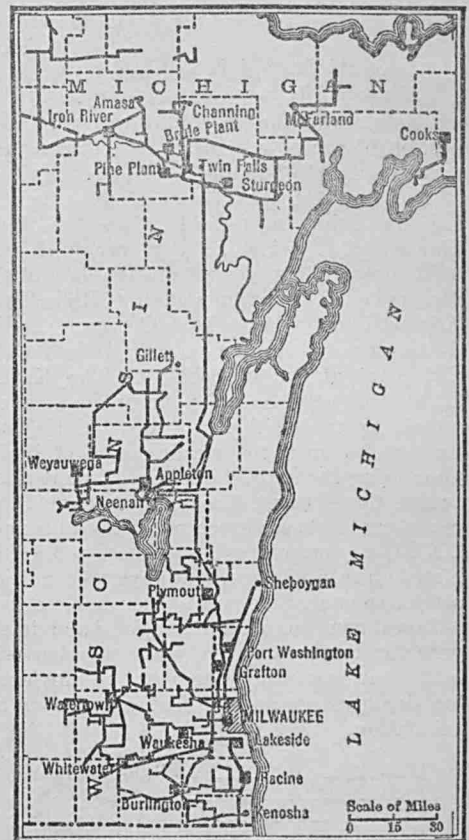 MICHIGAN
Amasa
Channing
Iron River
Brule Plant
McFarland
Cooks
Pine Plant
Twin Falls
Sturgeon
WISCONSIN
Gillett
Weyauwega
Appleton
Neenah
LAKE MICHIGAN
Sheboygan
Plymouth
Port Washington
Grafton
Watertown
MILWAUKEE
Waukesha
Lakeside
Whitewater
Racine
Burlington
Kenosha
Scale of Miles
0 15 30